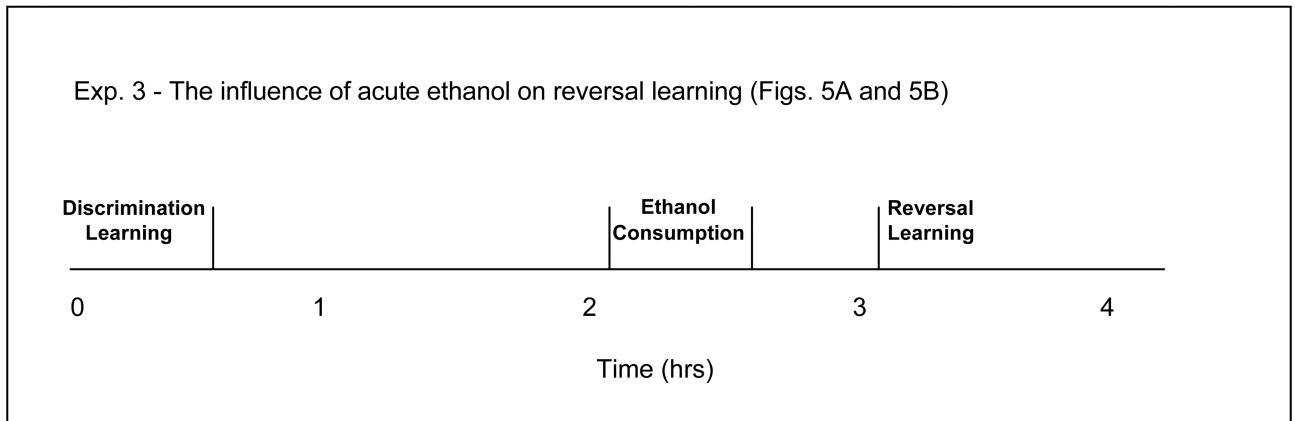 Exp. 3 - The influence of acute ethanol on reversal learning (Figs. 5A and 5B)
Discrimination
Learning
Ethanol
Consumption
Reversal
Learning
0 1 2 3 4
Time (hrs)